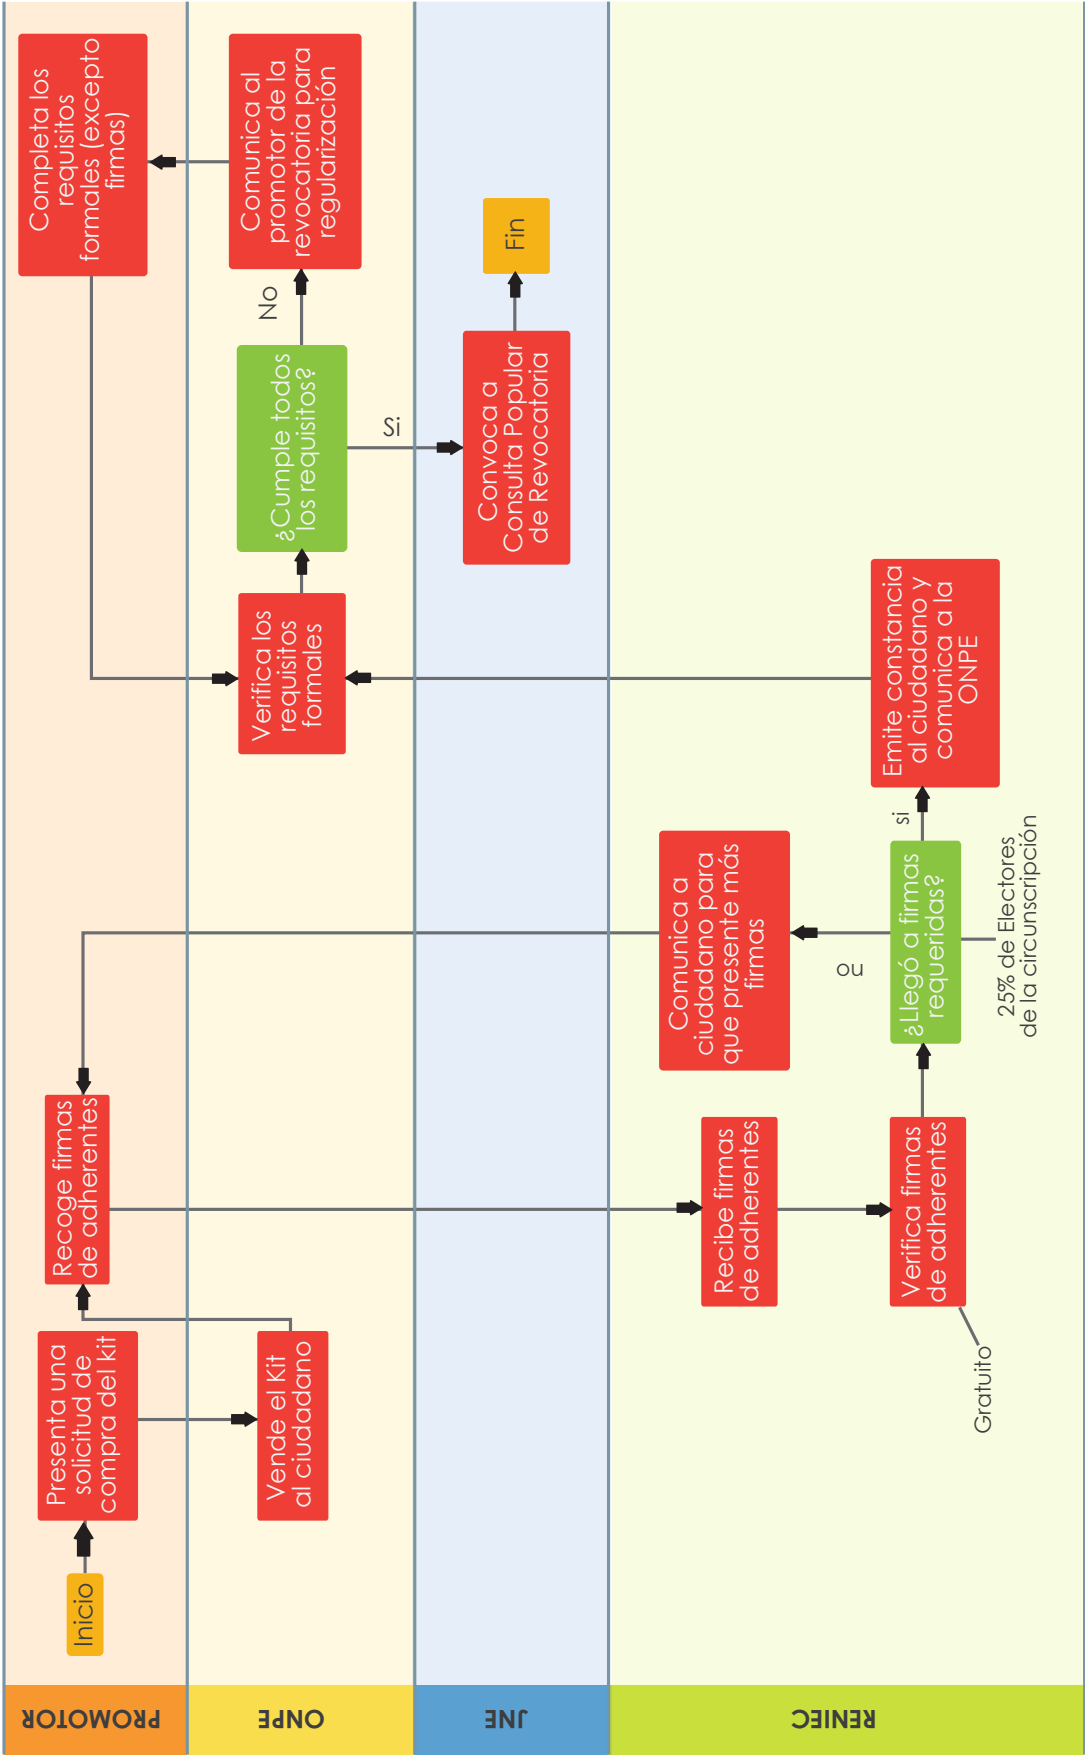 PROMOTOR
Inicio
Presenta una
solicitud de
compra del kit
Recoge firmas
de adherentes
Completa los
requisitos
formales (excepto
firmas)
ONPE
Vende el Kit
al ciudadano
Verifica los
requisitos
formales
¿Cumple todos
los requisitos?
No
Si
Comunica al
promotor de la
revocatoria para
regularización
JNE
Convoca a
Consulta Popular
de Revocatoria
Fin
RENIEC
Recibe firmas
de adherentes
Verifica firmas
de adherentes
Gratuito
Comunica a
ciudadano para
que presente más
firmas
ou
¿Llegó a firmas
requeridas?
si
25% de Electores
de la circunscripción
Emite constancia
al ciudadano y
comunica a la
ONPE